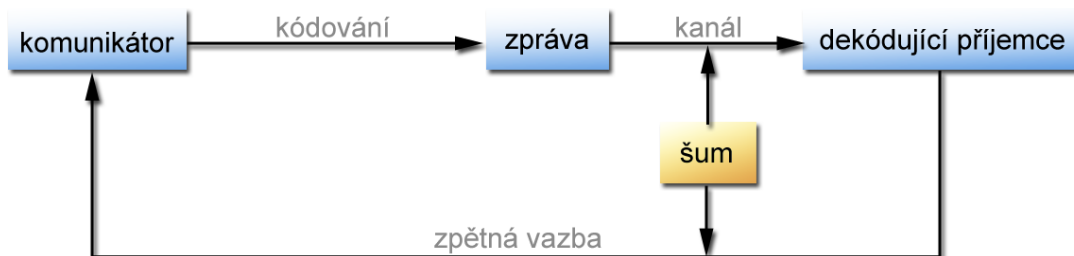 kódování
kanál
komunikátor
zpráva
dekódující příjemce
šum
zpětná vazba